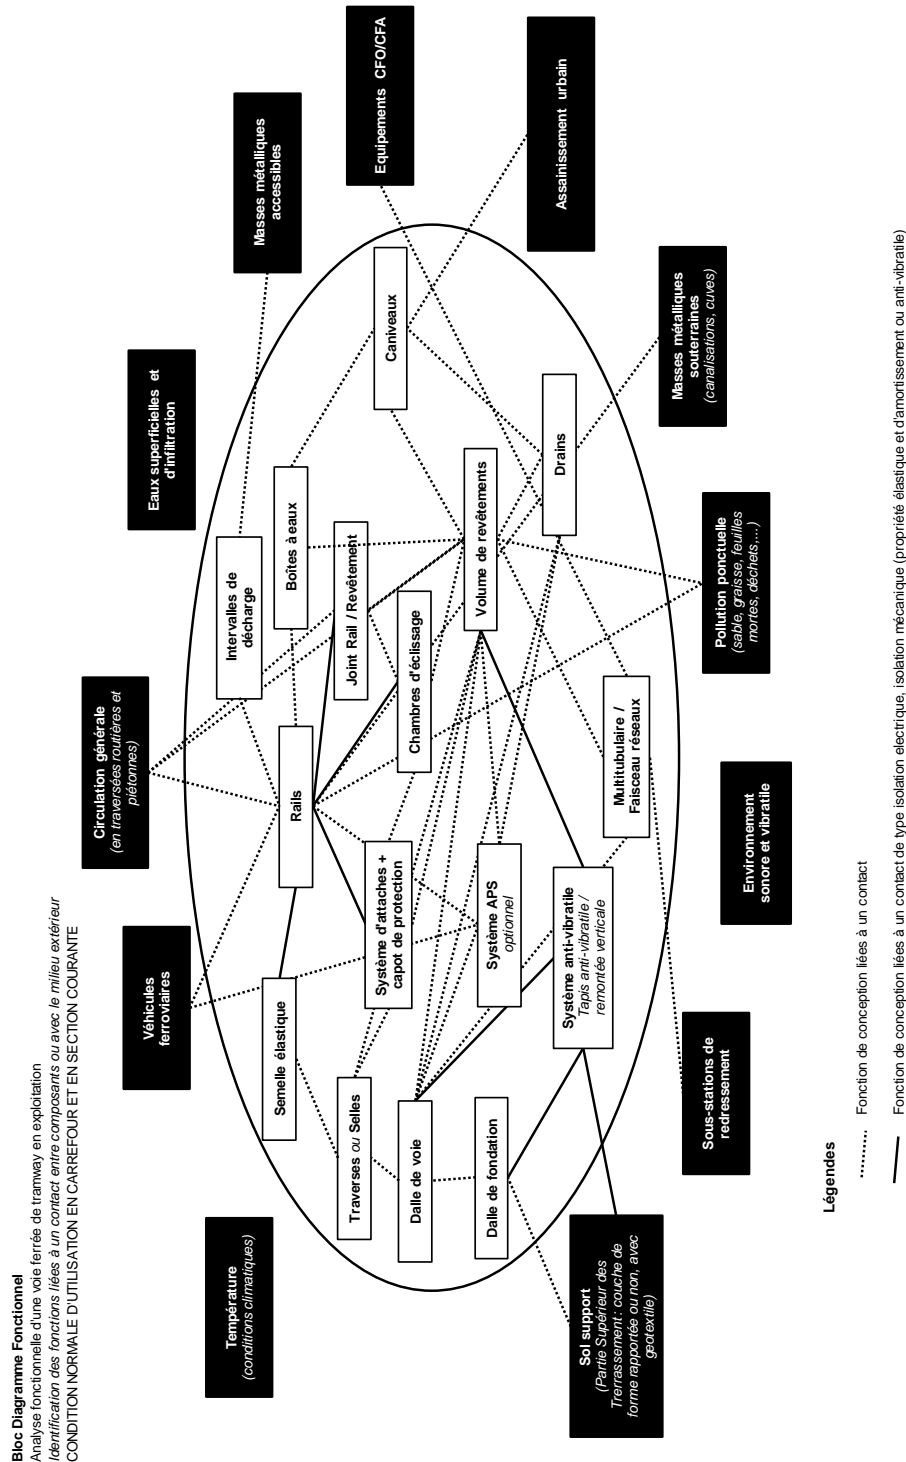 Bloc Diagramme Fonctionnel
Analyse fonctionelle d'une voie ferrée de tramway en exploitation
Identification des fonctions liées à un contact entre composants ou avec le milieu extérieur
CONDITION NORMALE D'UTILISATION EN CARREFOUR ET EN SECTION COURANTE
Température
(conditions climatiques)
Véhicules
ferroviaires
Circulation générale
(en traversées routières et
piétonnes)
Eaux superficielles et
d'infiltration
Masses métalliques
accessibles
Equipements CFO/CFA
Assainissement urbain
Masses métalliques
souterraines
(canalisations, cuves)
Pollution ponctuelle
(sable, graisse, feuilles
mortes, déchets,...)
Environnement
sonore et vibratile
Sous-stations de
redressement
Sol support
(Partie Supérieur des
Trerrassement : couche de
forme rapportée ou non, avec
geotextile)
Semelle élastique
Traverses ou Selles
Dalle de voie
Dalle de fondation
Rails
Système d'attaches +
capot de protection
Système APS
optionnel
Système anti-vibratile
Tapis anti-vibratile /
remontée verticale
Intervalles de
décharge
Boîtes à eaux
Joint Rail / Revêtement
Chambres d'éclissage
Volume de revêtements
Multitubulaire /
Faisceau réseaux
Caniveaux
Drains
Légendes
Fonction de conception liées à un contact
Fonction de conception liées à un contact de type isolation electrique, isolation mécanique (propriété élastique et d'amortissement ou anti-vibratile)